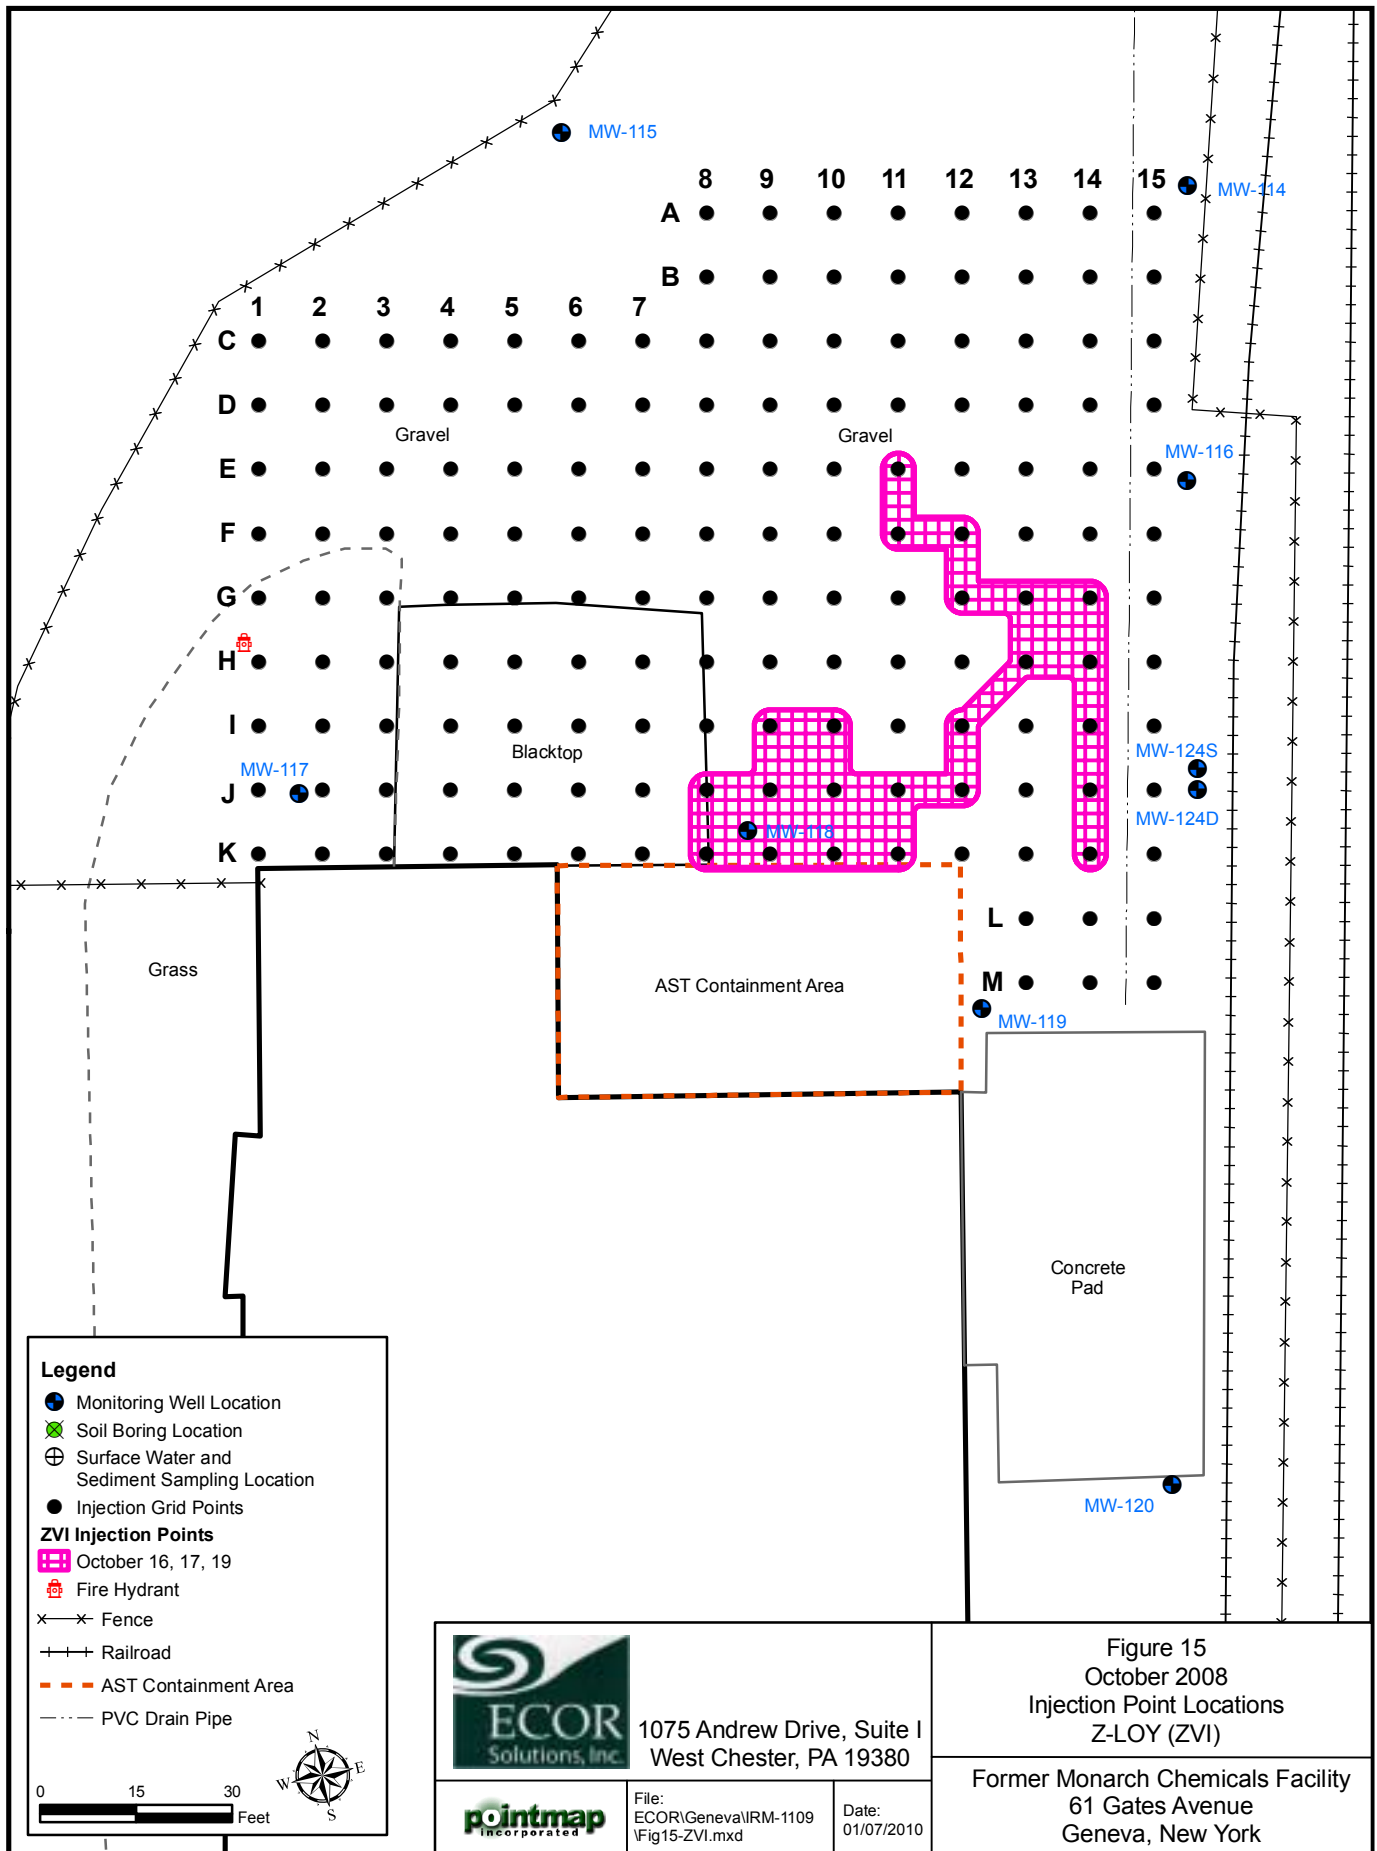 MW-115
MW-114
8 9 10 11 12 13 14 15
A
B
1 2 3 4 5 6 7
C
D
Gravel
Gravel
E
MW-116
F
G
H
I
Blacktop
MW-124S
MW-117
J
MW-124D
MW-118
K
L
Grass
AST Containment Area
M
MW-119
Concrete
Pad
MW-120
Legend
Monitoring Well Location
Soil Boring Location
Surface Water and
Sediment Sampling Location
Injection Grid Points
ZVI Injection Points
October 16, 17, 19
Fire Hydrant
Fence
Railroad
AST Containment Area
PVC Drain Pipe
N
W E
S
0 15 30
Feet
ECOR
Solutions, Inc.
1075 Andrew Drive, Suite I
West Chester, PA 19380
pointmap
incorporated
File:
ECOR\Geneva\IRM-1109
\Fig15-ZVI.mxd
Date:
01/07/2010
Figure 15
October 2008
Injection Point Locations
Z-LOY (ZVI)
Former Monarch Chemicals Facility
61 Gates Avenue
Geneva, New York